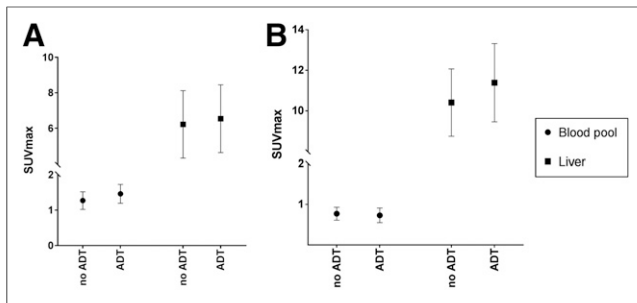 A
SUVmax
10
8
6
2
1
0
no ADT
ADT
no ADT
ADT
B
SUVmax
14
12
10
2
1
no ADT
ADT
no ADT
ADT
Blood pool
Liver